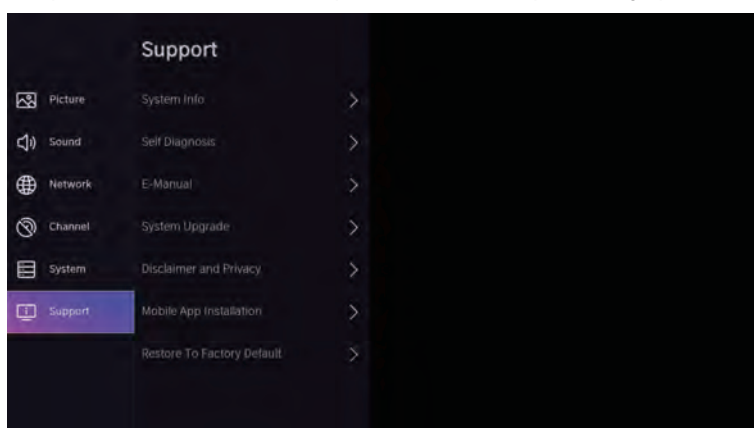 Support
Picture
System Info
Sound
Self Diagnosis
Network
E-Manual
Channel
System Upgrade
System
Disclaimer and Privacy
Support
Mobile App Installation
Restore To Factory Default